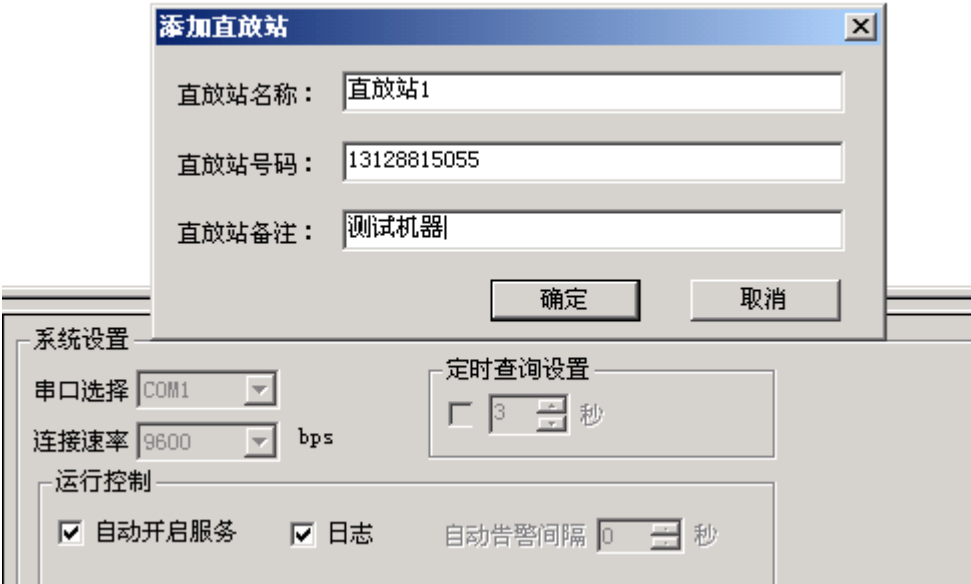 添加直放站
直放站名称： 直放站1
直放站号码： 13128815055
直放站备注： 测试机器
确定 取消
系统设置
串口选择 COM1
连接速率 9600 bps
定时查询设置
3 秒
运行控制
自动开启服务 日志 自动告警间隔 0 秒